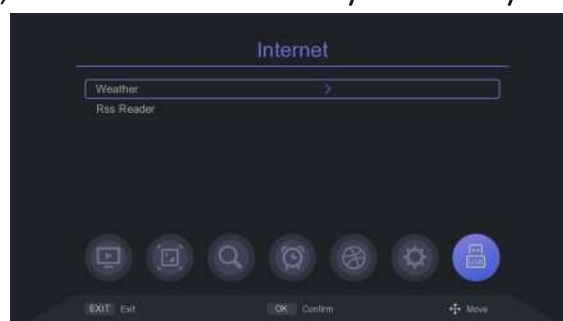 Internet
Weather
Rss Reader
USB
EXIT Exit OK Confirm Move